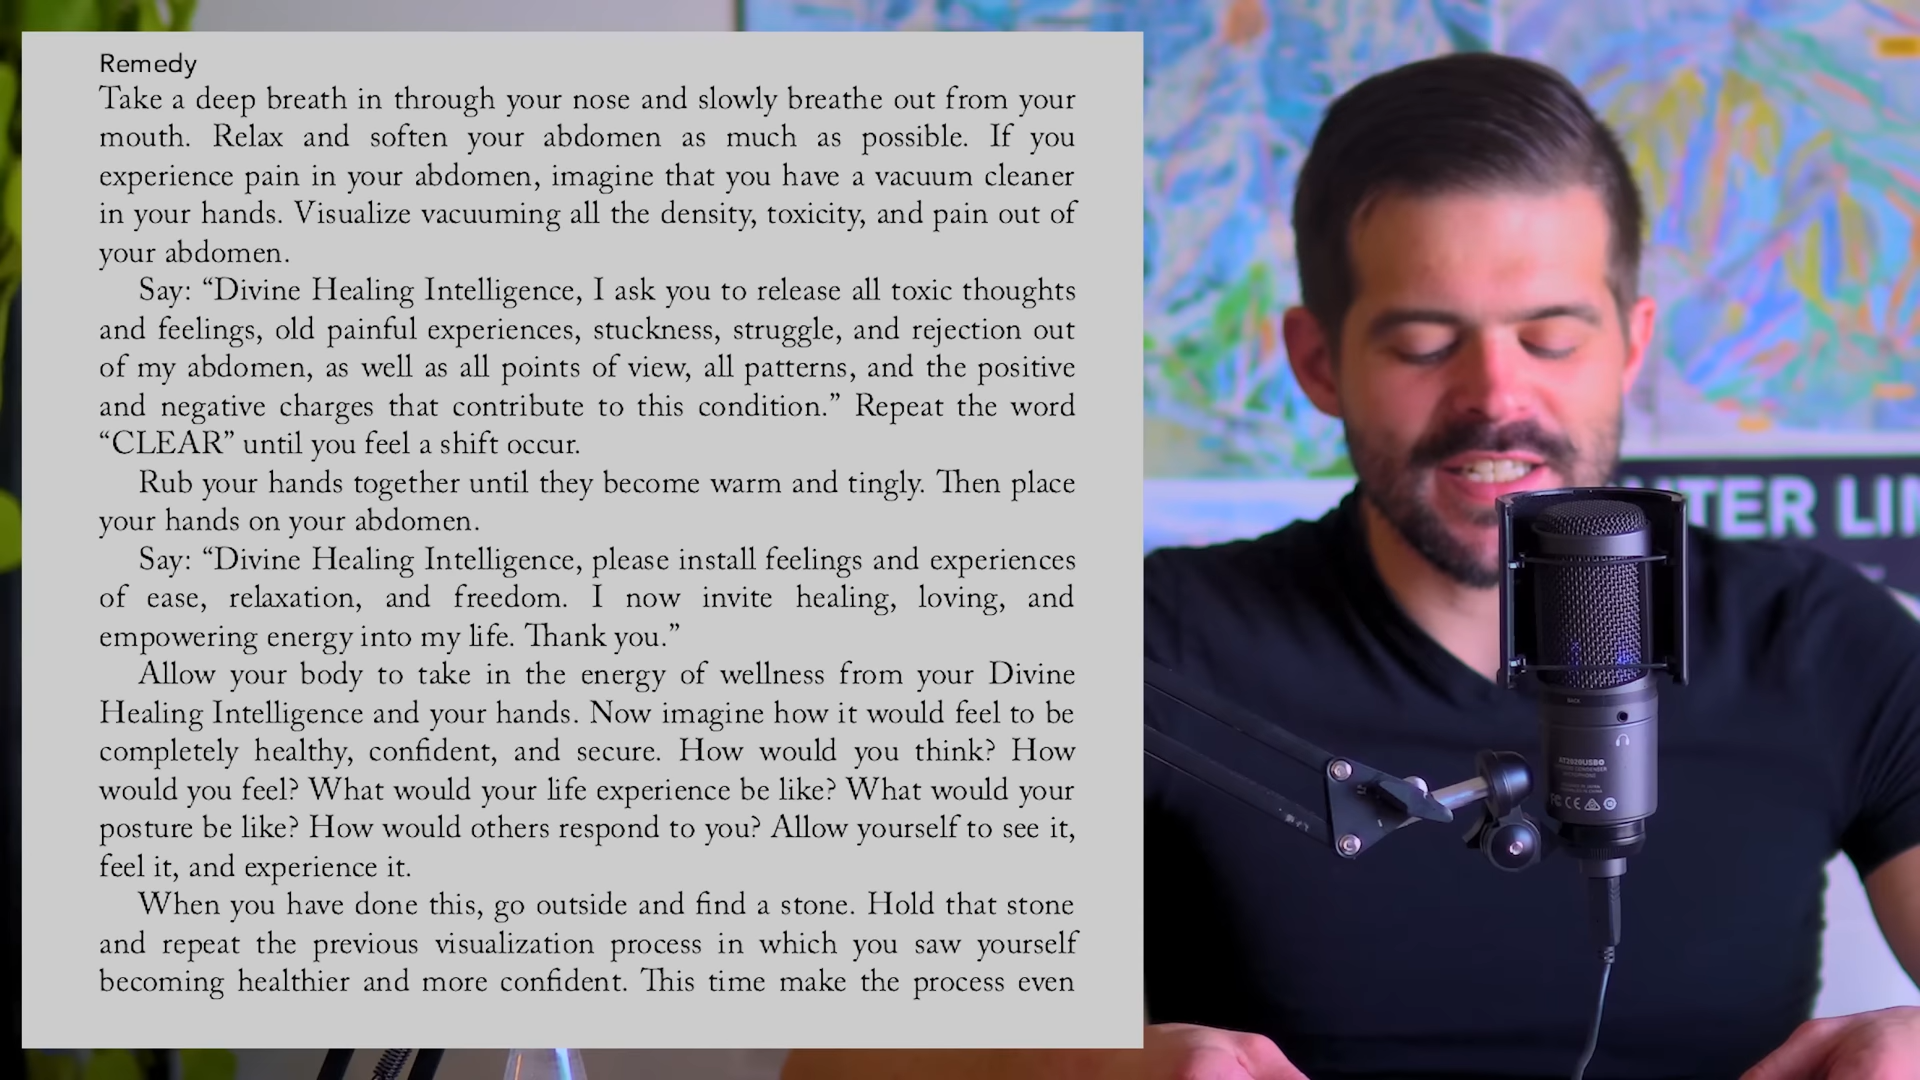 Remedy
Take a deep breath in through your nose and slowly breathe out from your
mouth. Relax and soften your abdomen as much as possible. If you
experience pain in your abdomen, imagine that you have a vacuum cleaner
in your hands. Visualize vacuuming all the density, toxicity, and pain out of
your abdomen.
Say: “Divine Healing Intelligence, I ask you to release all toxic thoughts
and feelings, old painful experiences, stuckness, struggle, and rejection out
of my abdomen, as well as all points of view, all patterns, and the positive
and negative charges that contribute to this condition.” Repeat the word
“CLEAR” until you feel a shift occur.
Rub your hands together until they become warm and tingly. Then place
your hands on your abdomen.
Say: “Divine Healing Intelligence, please install feelings and experiences
of ease, relaxation, and freedom. I now invite healing, loving, and
empowering energy into my life. Thank you.”
Allow your body to take in the energy of wellness from your Divine
Healing Intelligence and your hands. Now imagine how it would feel to be
completely healthy, confident, and secure. How would you think? How
would you feel? What would your life experience be like? What would your
posture be like? How would others respond to you? Allow yourself to see it,
feel it, and experience it.
When you have done this, go outside and find a stone. Hold that stone
and repeat the previous visualization process in which you saw yourself
becoming healthier and more confident. This time make the process even
NTER LIN
AT2020USB